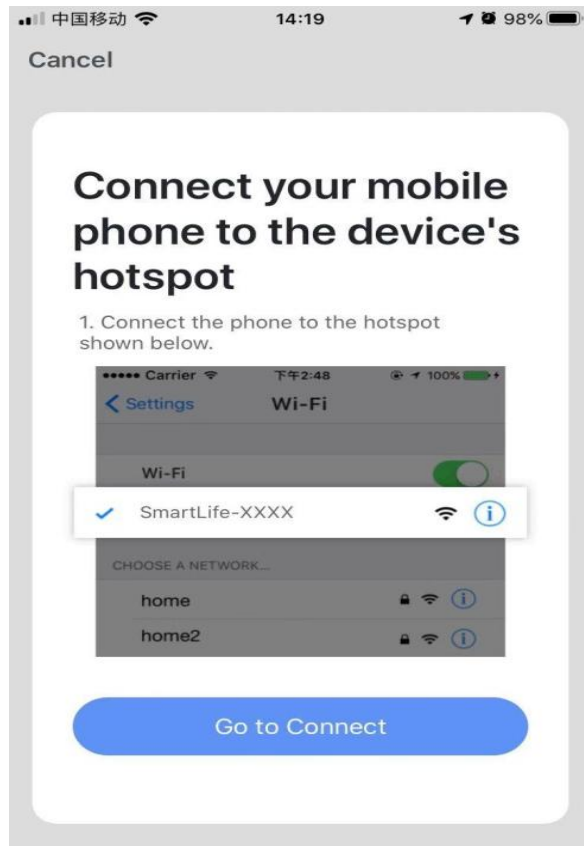 中国移动 14:19 98%
Cancel
Connect your mobile
phone to the device's
hotspot
1. Connect the phone to the hotspot
shown below.
Carrier 下午2:48 100%
Settings Wi-Fi
Wi-Fi
SmartLife-XXXX
CHOOSE A NETWORK...
home
home2
Go to Connect